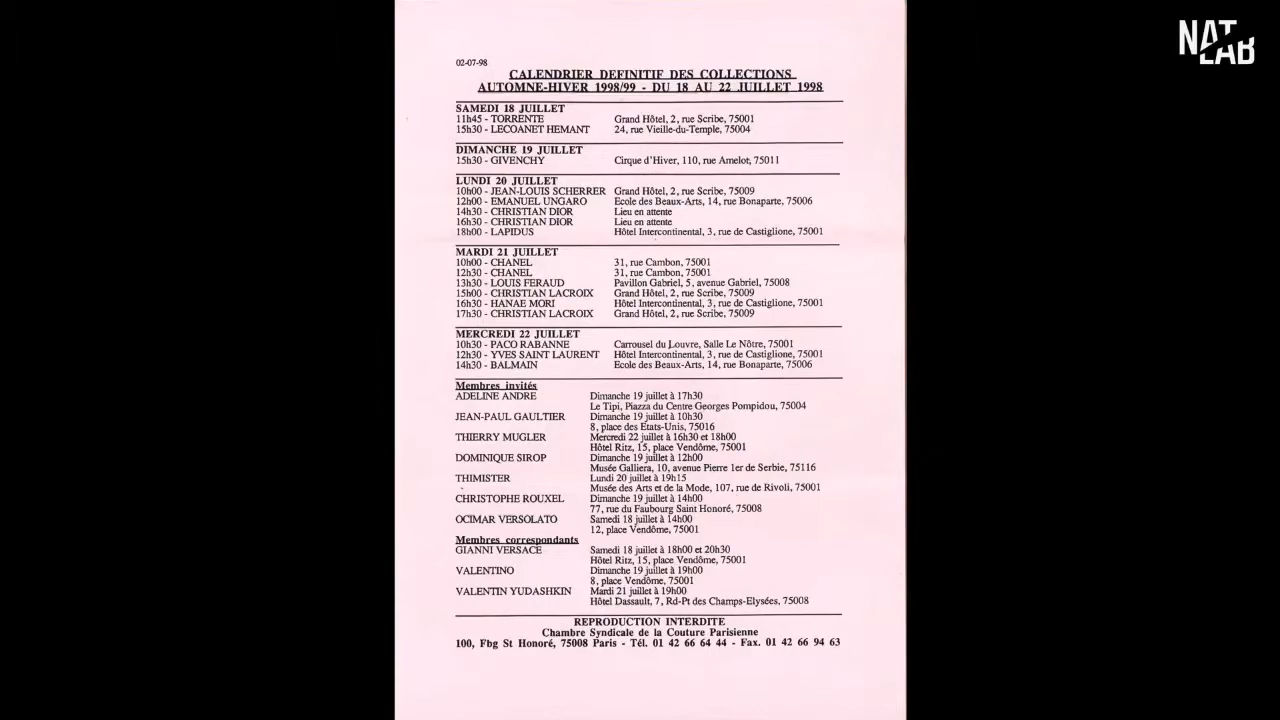 NAT LAB
02-07-98
CALENDRIER DEFINITIF DES COLLECTIONS
AUTOMNE-HIVER 1998/99 - DU 18 AU 22 JUILLET 1998
SAMEDI 18 JUILLET
11h45 - TORRENTE Grand Hôtel, 2, rue Scribe, 75001
15h30 - LECOANET HEMANT 24, rue Vieille-du-Temple, 75004
DIMANCHE 19 JUILLET
15h30 - GIVENCHY Cirque d'Hiver, 110, rue Amelot, 75011
LUNDI 20 JUILLET
10h00 - JEAN-LOUIS SCHERRER Grand Hôtel, 2, rue Scribe, 75009
12h00 - EMANUEL UNGARO Ecole des Beaux-Arts, 14, rue Bonaparte, 75006
14h30 - CHRISTIAN DIOR Lieu en attente
16h30 - CHRISTIAN DIOR Lieu en attente
18h00 - LAPIDUS Hôtel Intercontinental, 3, rue de Castiglione, 75001
MARDI 21 JUILLET
10h00 - CHANEL 31, rue Cambon, 75001
12h30 - CHANEL 31, rue Cambon, 75001
13h30 - LOUIS FERAUD Pavillon Gabriel, 5, avenue Gabriel, 75008
15h00 - CHRISTIAN LACROIX Grand Hôtel, 2, rue Scribe, 75009
16h30 - HANAE MORI Hôtel Intercontinental, 3, rue de Castiglione, 75001
17h30 - CHRISTIAN LACROIX Grand Hôtel, 2, rue Scribe, 75009
MERCREDI 22 JUILLET
10h30 - PACO RABANNE Carrousel du Louvre, Salle Le Nôtre, 75001
12h30 - YVES SAINT LAURENT Hôtel Intercontinental, 3, rue de Castiglione, 75001
14h30 - BALMAIN Ecole des Beaux-Arts, 14, rue Bonaparte, 75006
Membres invités
ADELINE ANDRE Dimanche 19 juillet à 17h30
Le Tipi, Piazza du Centre Georges Pompidou, 75004
JEAN-PAUL GAULTIER Dimanche 19 juillet à 10h30
8, place des Etats-Unis, 75016
THIERRY MUGLER Mercredi 22 juillet à 16h30 et 18h00
Hôtel Ritz, 15, place Vendôme, 75001
DOMINIQUE SIROP Dimanche 19 juillet à 12h00
Musée Galliera, 10, avenue Pierre 1er de Serbie, 75116
THIMISTER Lundi 20 juillet à 19h15
Musée des Arts et de la Mode, 107, rue de Rivoli, 75001
CHRISTOPHE ROUXEL Dimanche 19 juillet à 14h00
77, rue du Faubourg Saint Honoré, 75008
OCIMAR VERSOLATO Samedi 18 juillet à 14h00
12, place Vendôme, 75001
Membres correspondants
GIANNI VERSACE Samedi 18 juillet à 18h00 et 20h30
Hôtel Ritz, 15, place Vendôme, 75001
VALENTINO Dimanche 19 juillet à 19h00
8, place Vendôme, 75001
VALENTIN YUDASHKIN Mardi 21 juillet à 19h00
Hôtel Dassault, 7, Rd-Pt des Champs-Elysées, 75008
REPRODUCTION INTERDITE
Chambre Syndicale de la Couture Parisienne
100, Fbg St Honoré, 75008 Paris - Tél. 01 42 66 64 44 - Fax. 01 42 66 94 63